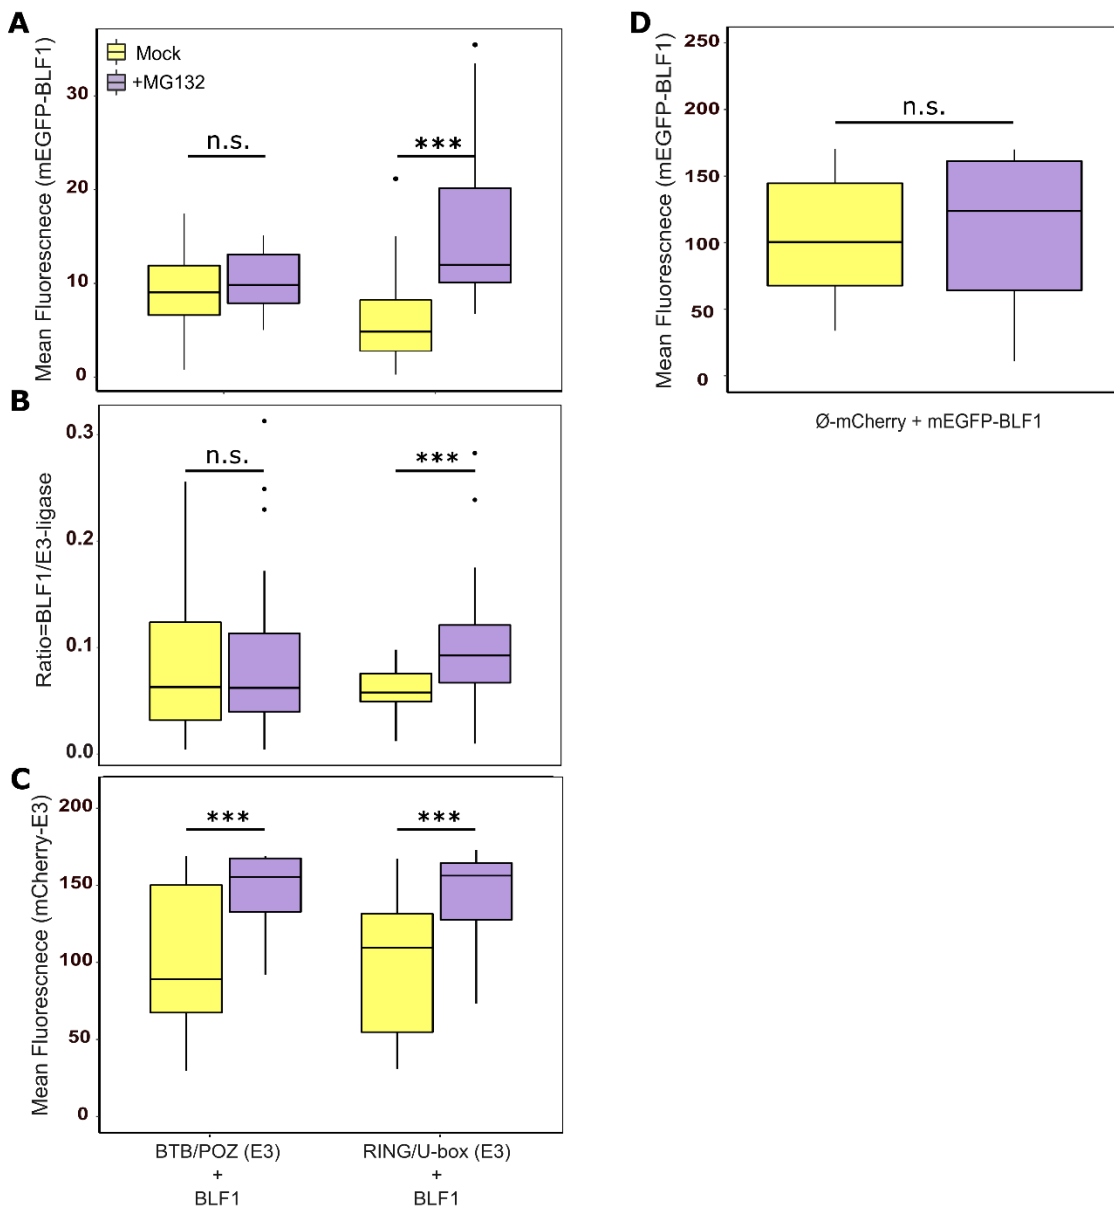 A
Mean Fluorescnece (mEGFP-BLF1)
30
20
10
0
Mock
+MG132
n.s.
***
B
Ratio=BLF1/E3-ligase
0.3
0.2
0.1
0.0
n.s.
***
C
Mean Fluorescnece (mCherry-E3)
200
150
100
50
0
***
***
BTB/POZ (E3)
+
BLF1
RING/U-box (E3)
+
BLF1
D
Mean Fluorescnece (mEGFP-BLF1)
250
200
150
100
50
0
n.s.
Ø-mCherry + mEGFP-BLF1